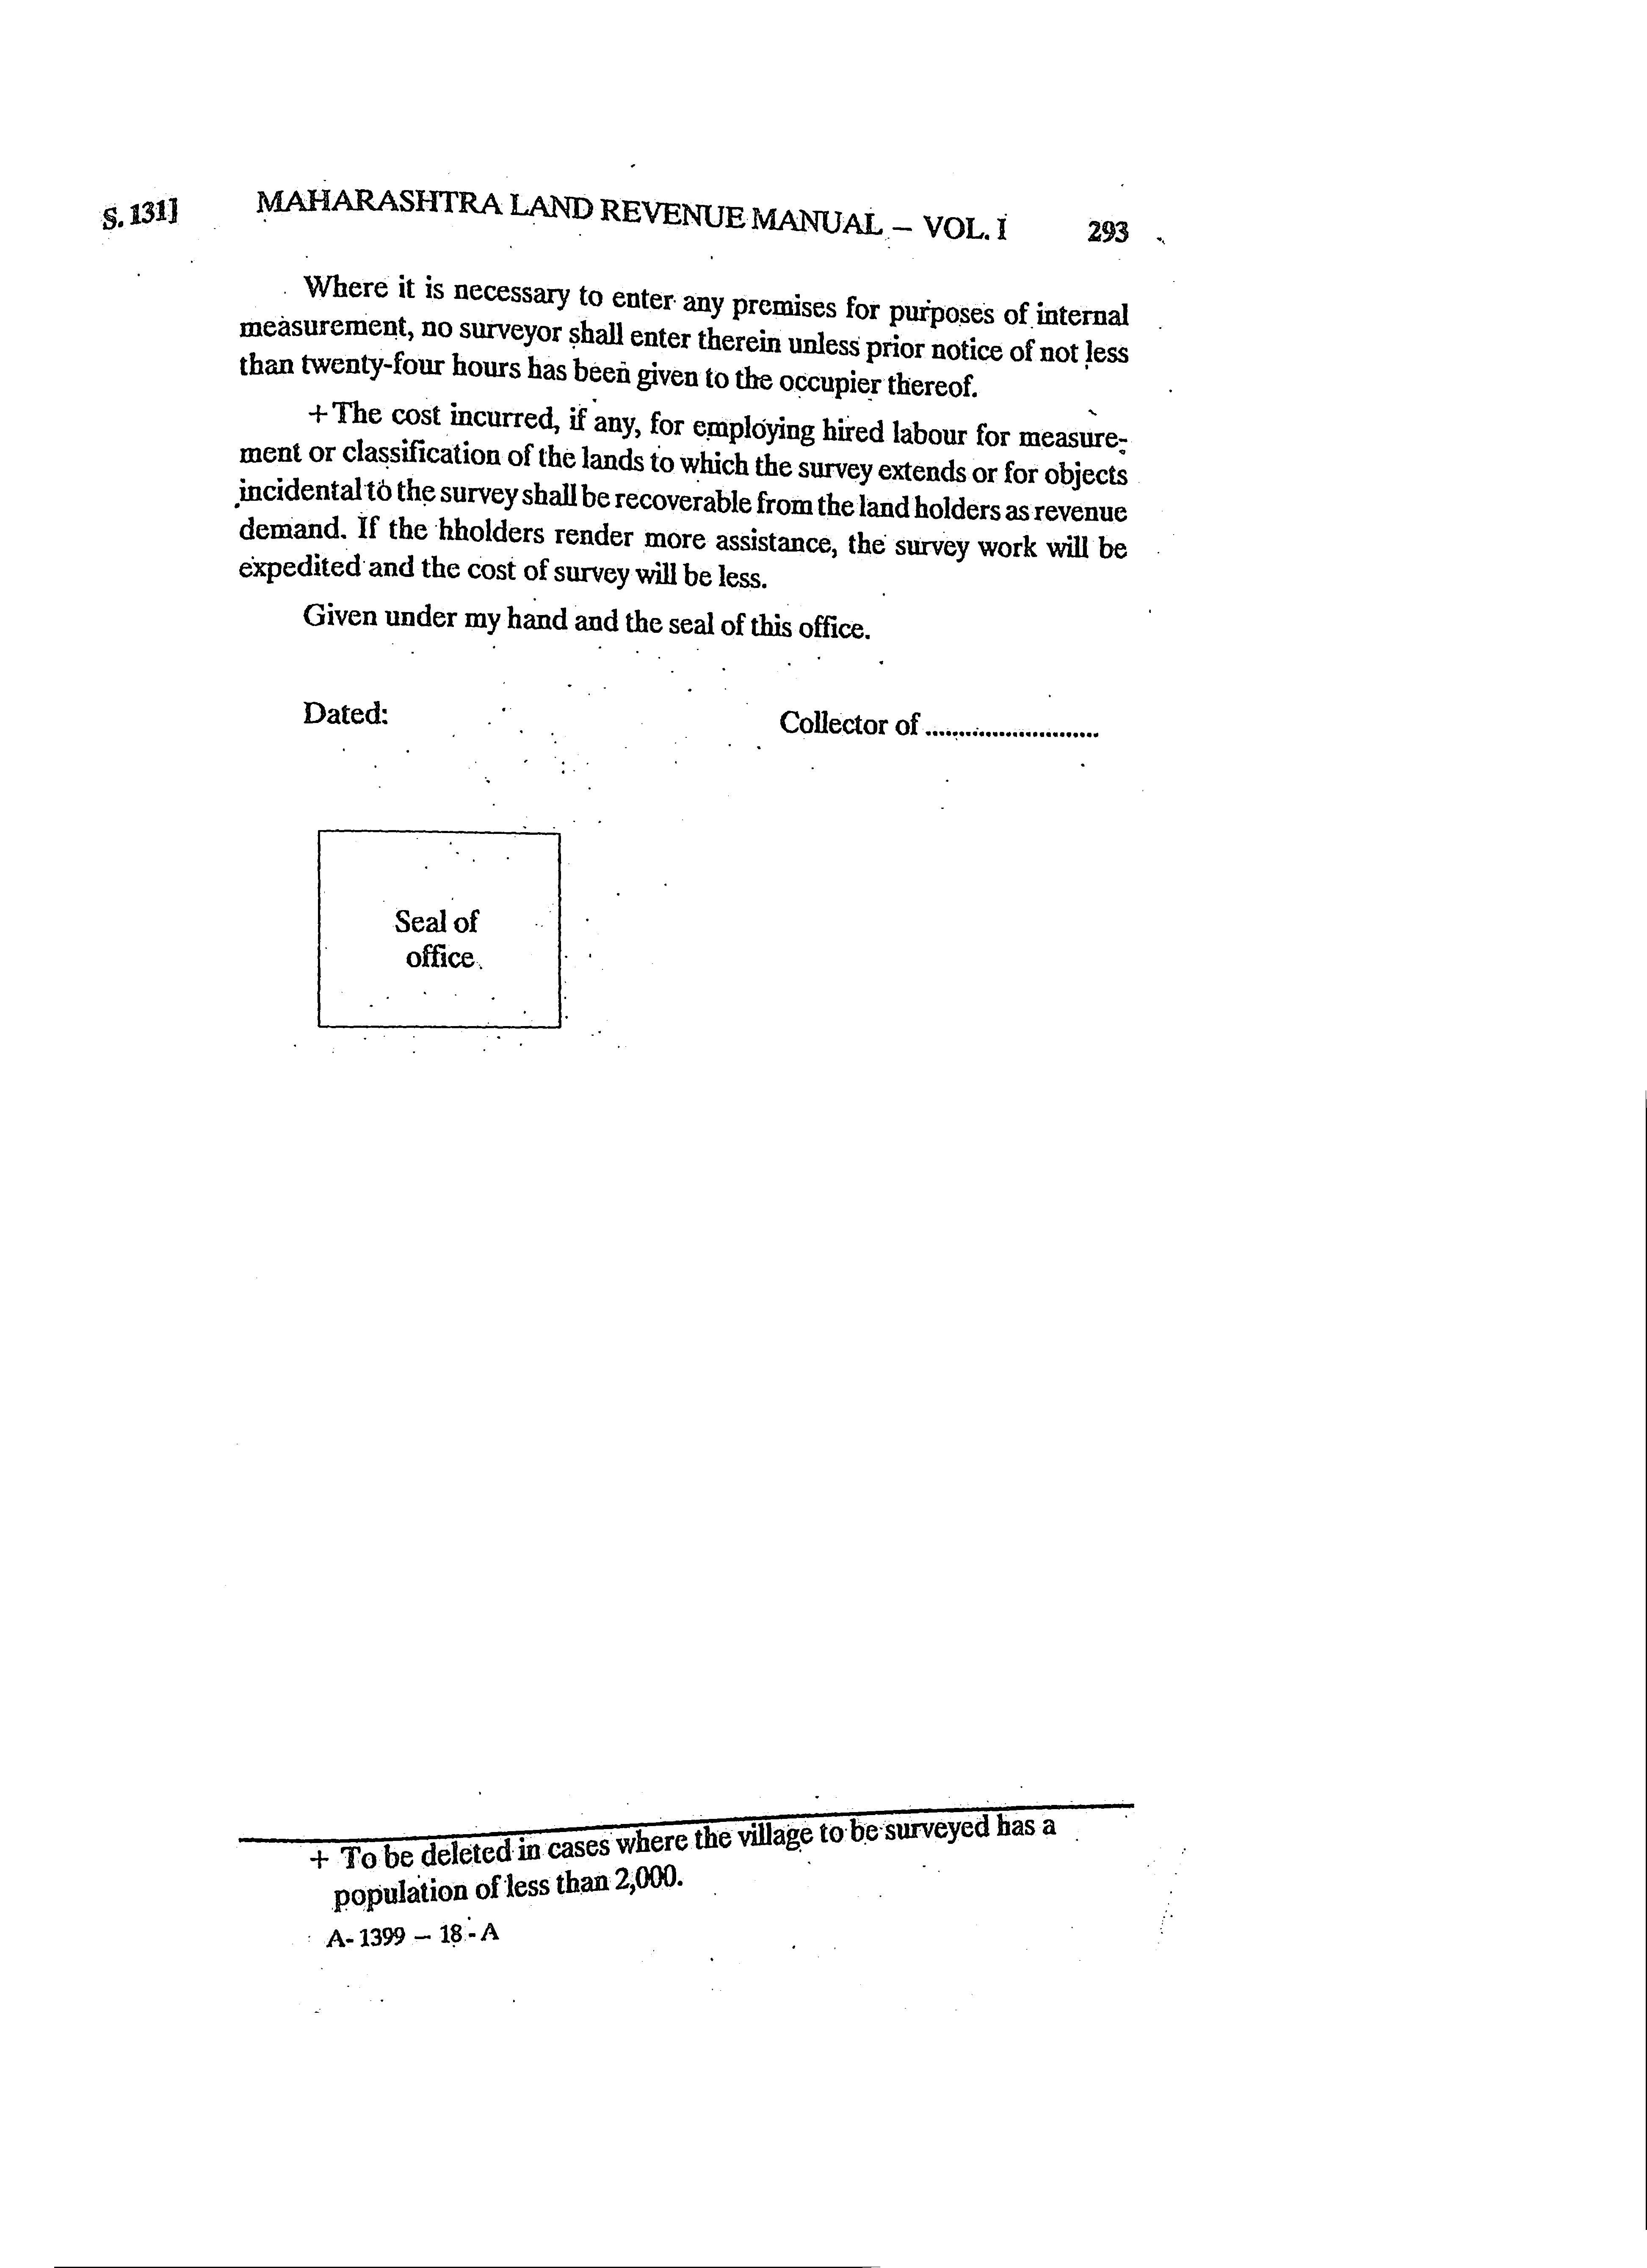 S. 131] MAHARASHTRA LAND REVENUE MANUAL – VOL. I 293
Where it is necessary to enter any premises for purposes of internal
measurement, no surveyor shall enter therein unless prior notice of not less
than twenty-four hours has been given to the occupier thereof.
+The cost incurred, if any, for employing hired labour for measure-
ment or classification of the lands to which the survey extends or for objects
incidental to the survey shall be recoverable from the land holders as revenue
demand. If the hholders render more assistance, the survey work will be
expedited and the cost of survey will be less.
Given under my hand and the seal of this office.
Dated: Collector of ..........................
Seal of
office
+ To be deleted in cases where the village to be surveyed has a
population of less than 2,000.
A- 1399 – 18 - A